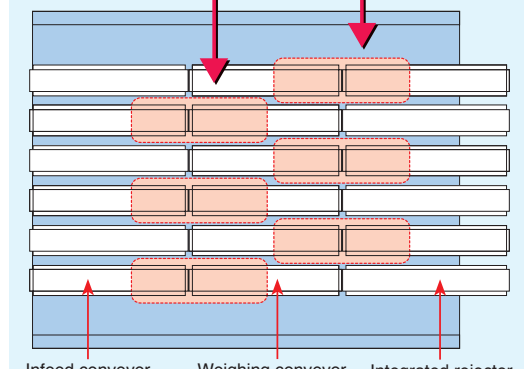 Infeed conveyor
Weighing conveyor
Integrated rejector